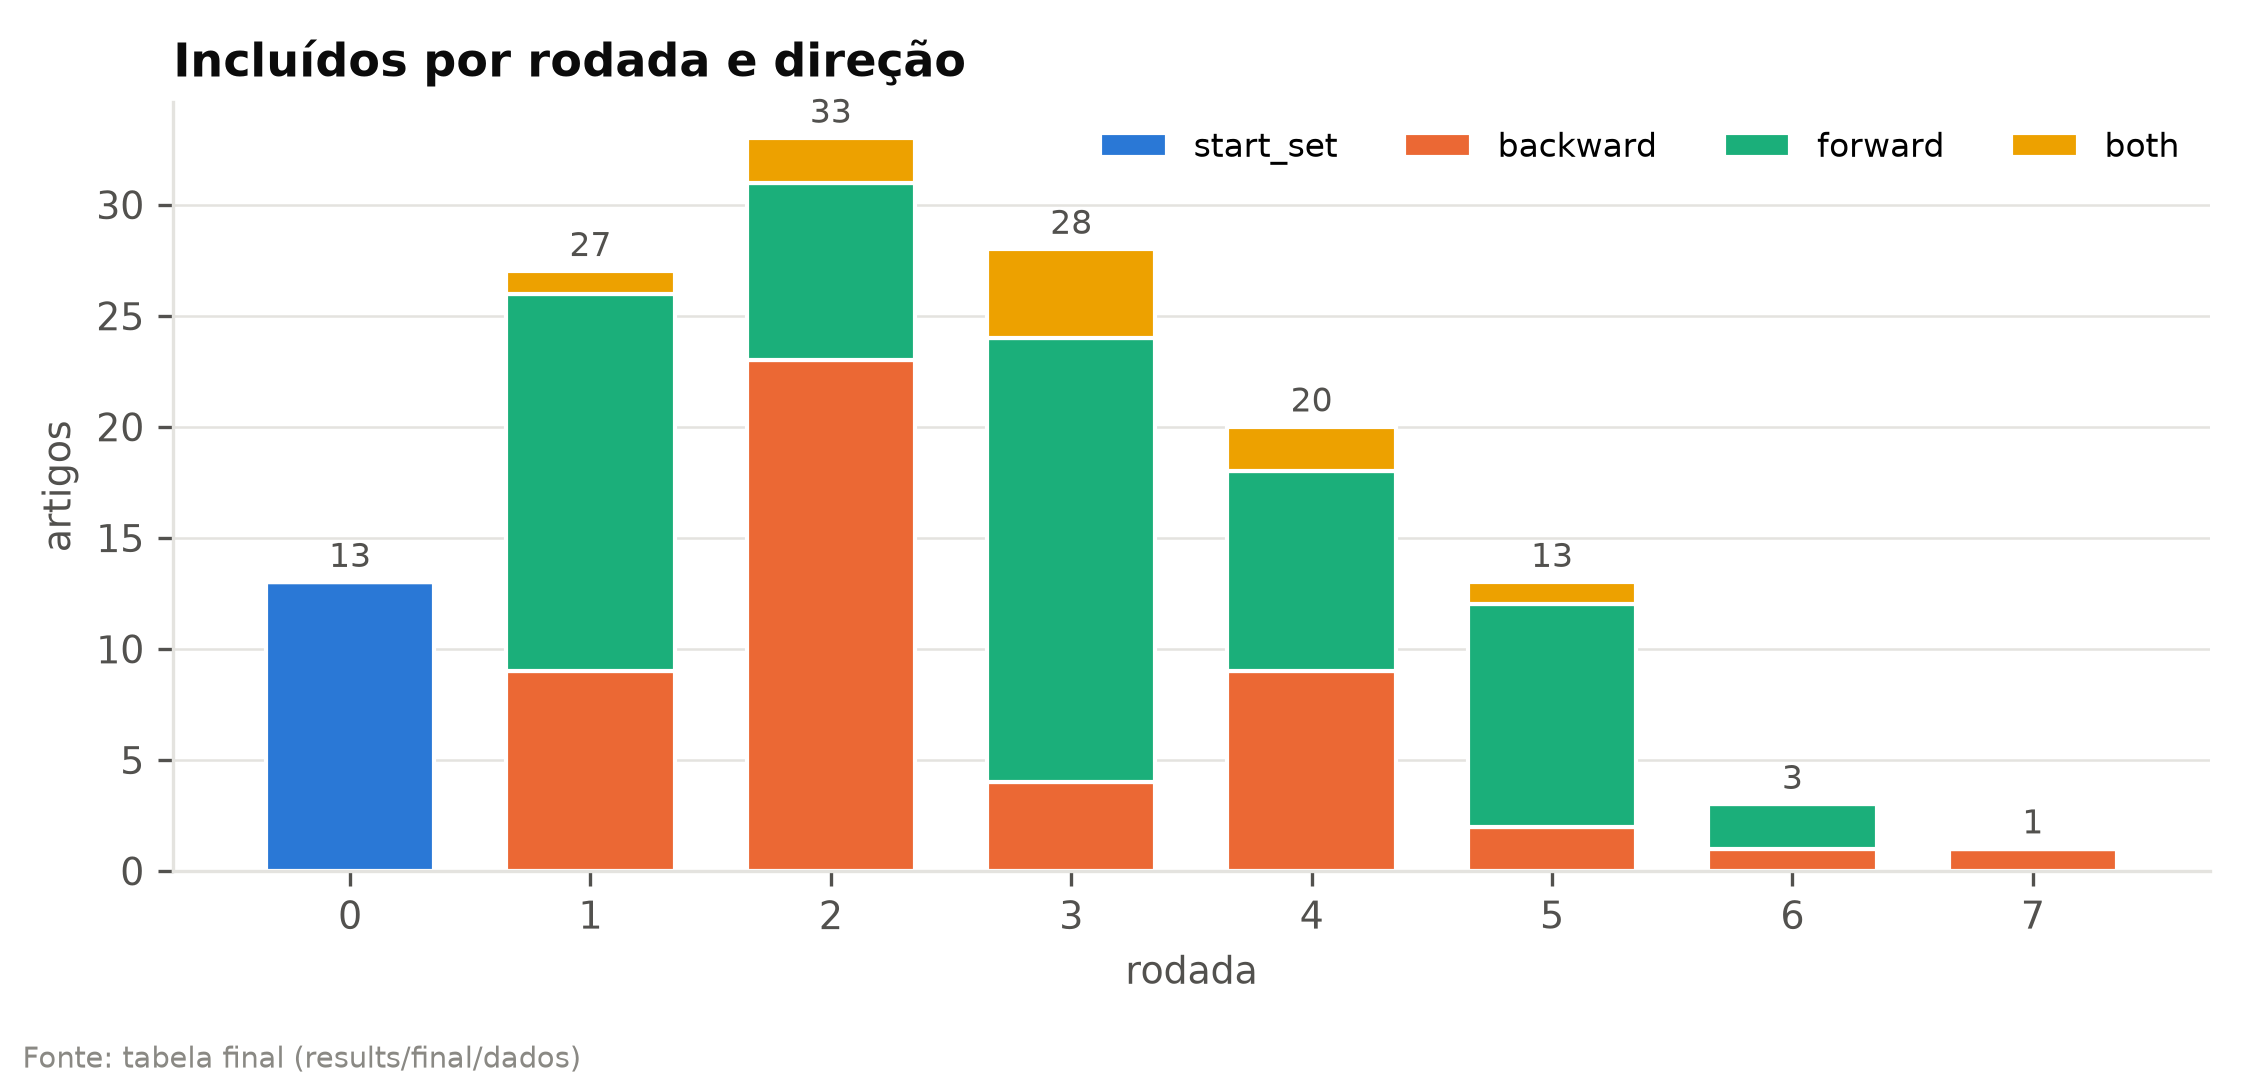 Incluídos por rodada e direção
33
start_set backward forward both
30
28
27
25
20
20
artigos
15
13
13
10
5
3
1
0
0 1 2 3 4 5 6 7
rodada
Fonte: tabela final (results/final/dados)